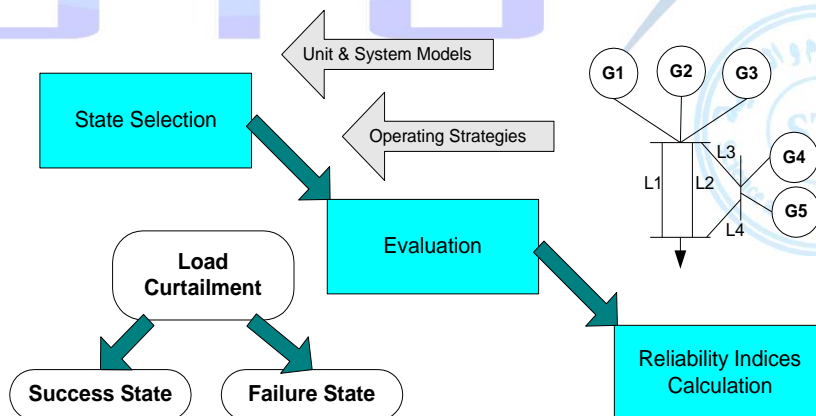 Unit & System Models
State Selection
Operating Strategies
Evaluation
Load
Curtailment
Success State
Failure State
Reliability Indices
Calculation
G1
G2
G3
L3
G4
L1
L2
G5
L4